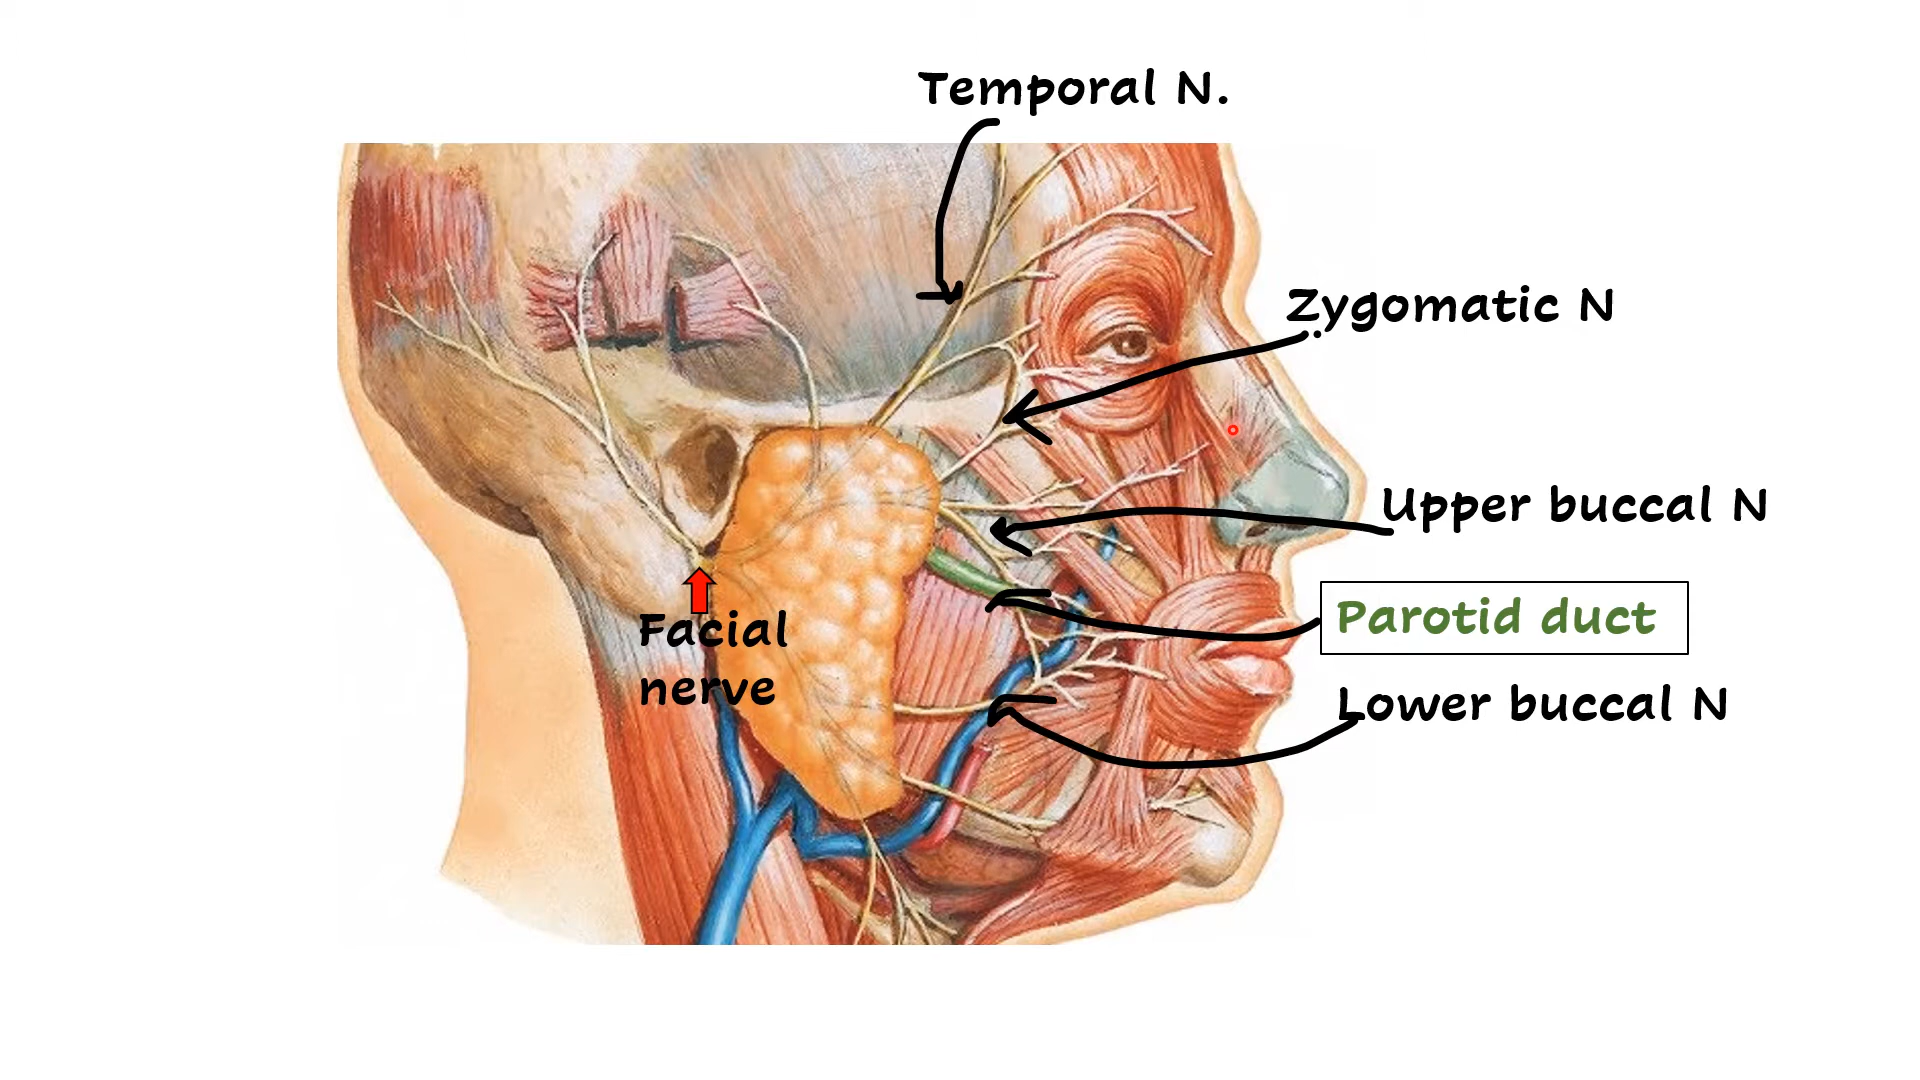 Temporal N.
Zygomatic N
Upper buccal N
Parotid duct
Facial
nerve
Lower buccal N